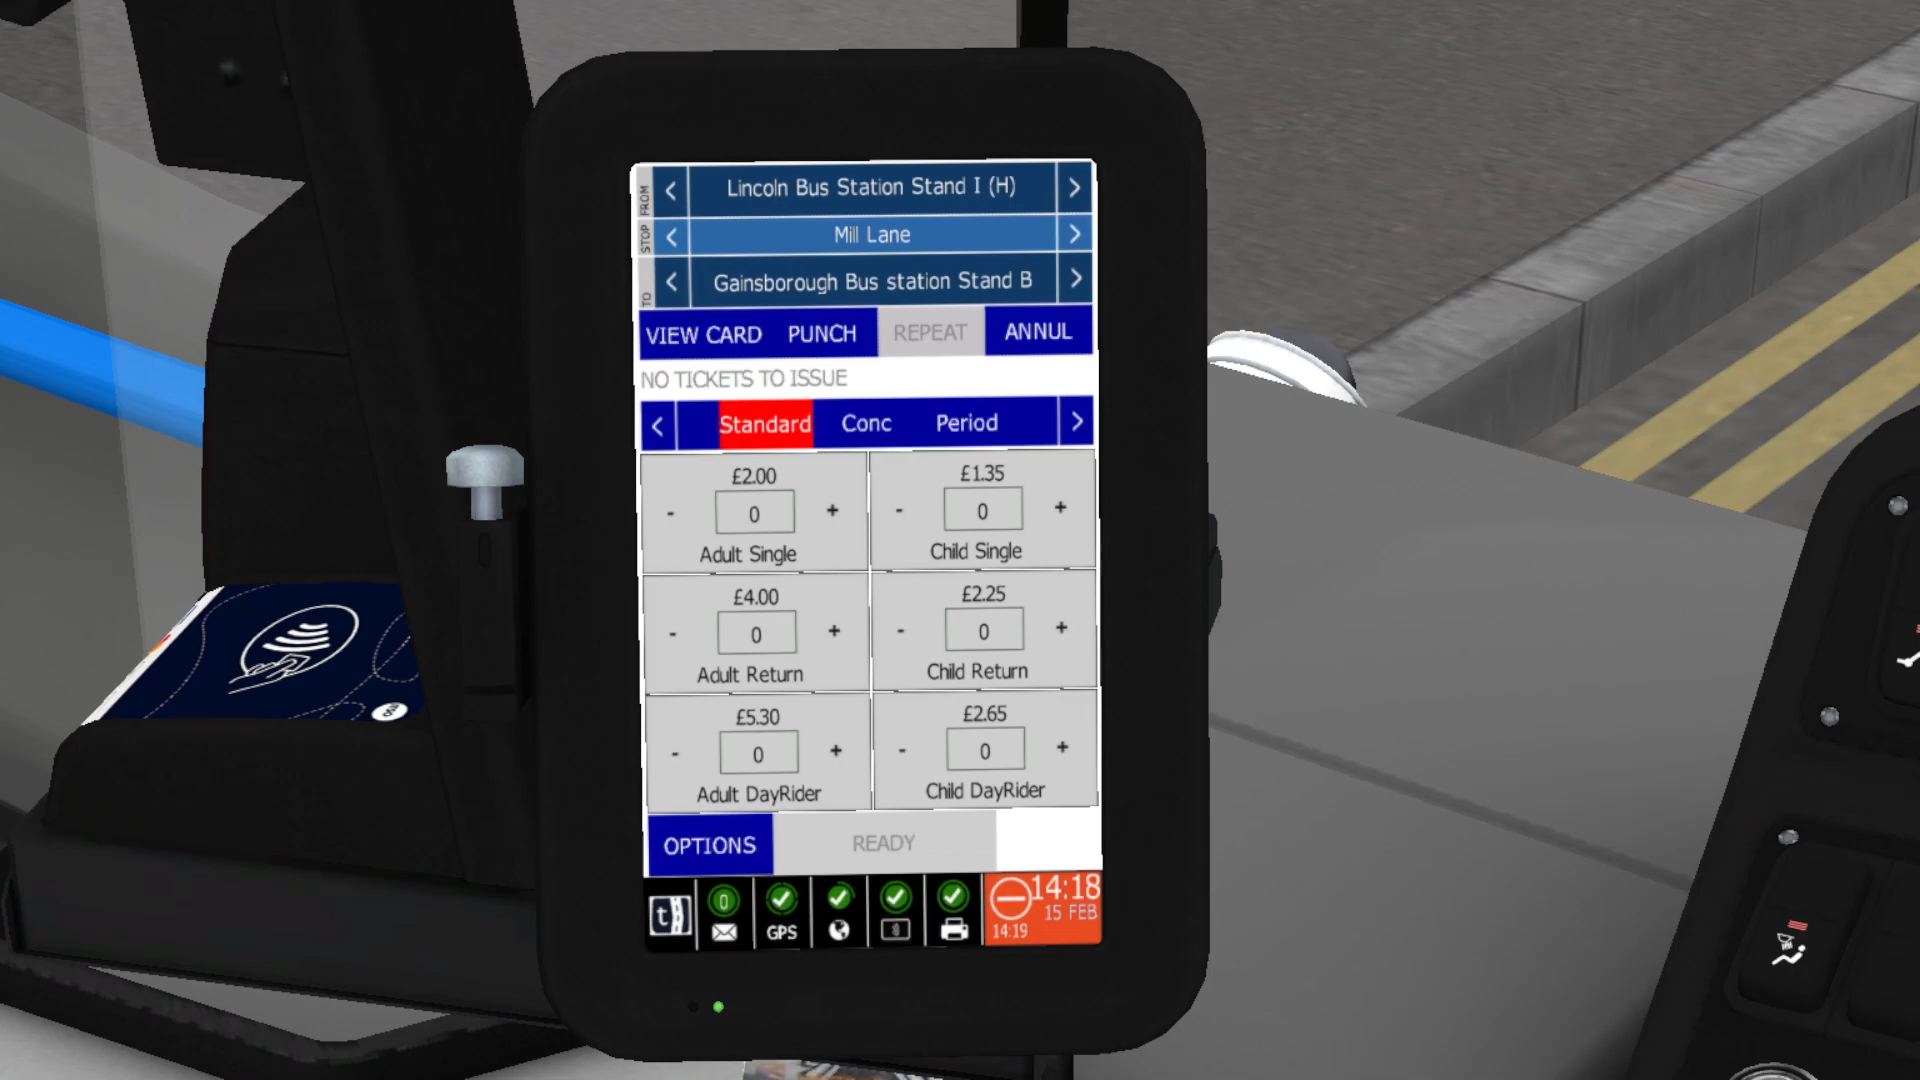 FROM
< Lincoln Bus Station Stand I (H) >
STOP
< Mill Lane >
TO
< Gainsborough Bus station Stand B >
VIEW CARD PUNCH REPEAT ANNUL
NO TICKETS TO ISSUE
< Standard Conc Period >
£2.00
- 0 +
Adult Single
£1.35
- 0 +
Child Single
£4.00
- 0 +
Adult Return
£2.25
- 0 +
Child Return
£5.30
- 0 +
Adult DayRider
£2.65
- 0 +
Child DayRider
OPTIONS READY
t
0
GPS
14:18
15 FEB
14:19